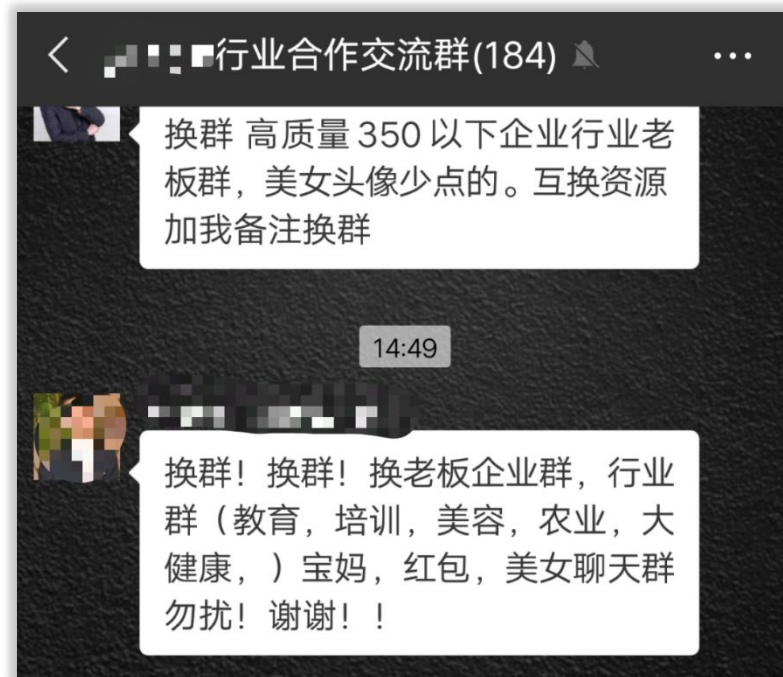 行业合作交流群(184)
换群 高质量350以下企业行业老
板群，美女头像少点的。互换资源
加我备注换群
14:49
换群！换群！换老板企业群，行业
群（教育，培训，美容，农业，大
健康，）宝妈，红包，美女聊天群
勿扰！谢谢！！